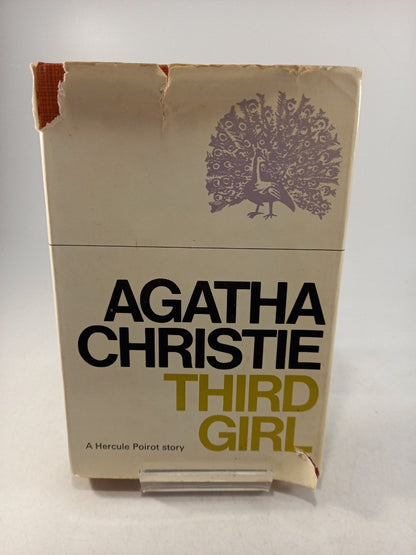 AGATHA
CHRISTIE
THIRD
GIRL
A Hercule Poirot story